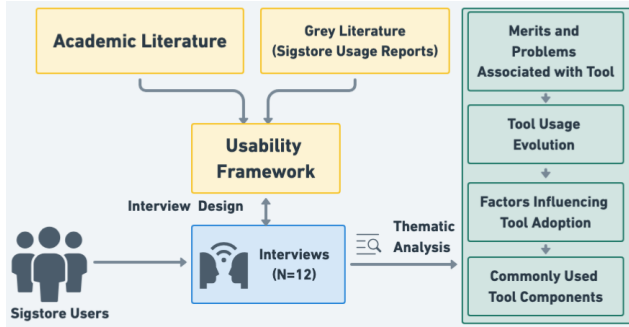 Academic Literature
Grey Literature
(Sigstore Usage Reports)
Usability
Framework
Interview Design
Interviews
(N=12)
Sigstore Users
Thematic
Analysis
Merits and
Problems
Associated with Tool
Tool Usage
Evolution
Factors Influencing
Tool Adoption
Commonly Used
Tool Components